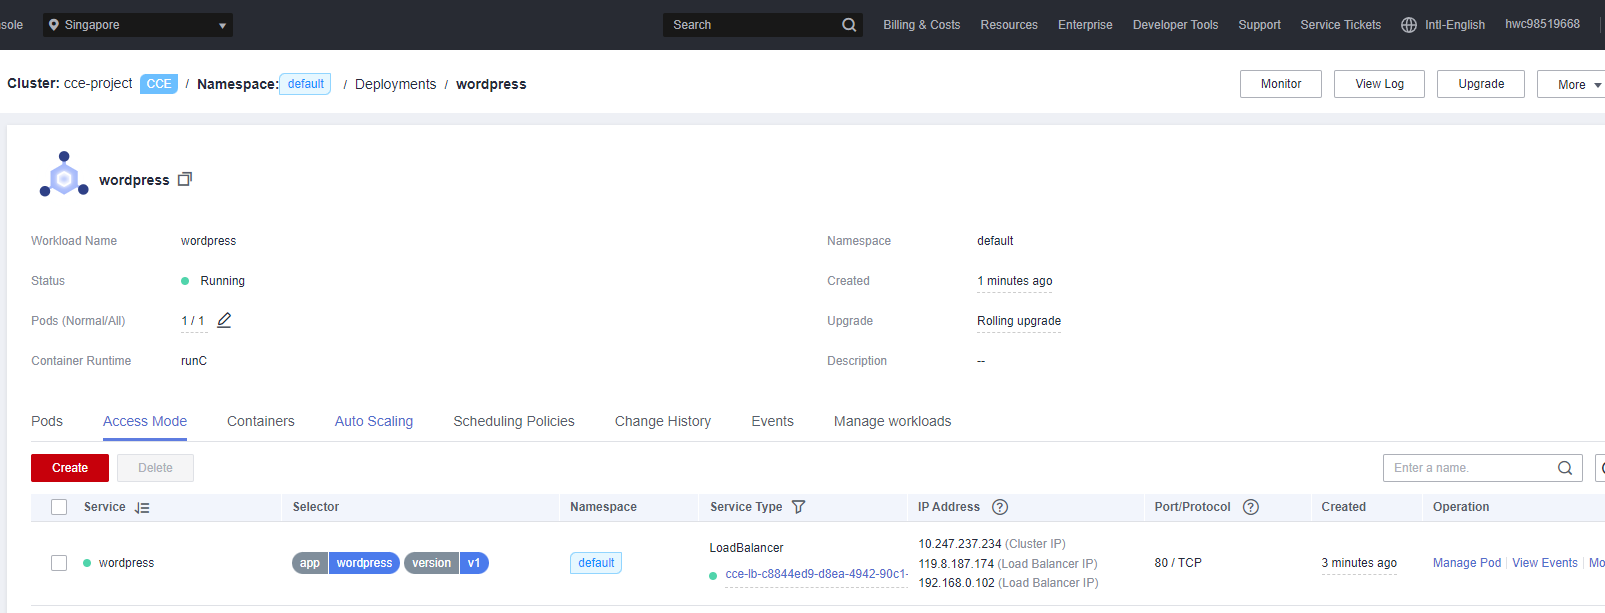 sole Singapore Search Billing & Costs Resources Enterprise Developer Tools Support Service Tickets Intl-English hwc98519668
Cluster: cce-project CCE / Namespace: default / Deployments / wordpress Monitor View Log Upgrade More
wordpress
Workload Name wordpress Namespace default
Status Running Created 1 minutes ago
Pods (Normal/All) 1 / 1 Upgrade Rolling upgrade
Container Runtime runC Description --
Pods Access Mode Containers Auto Scaling Scheduling Policies Change History Events Manage workloads
Create Delete Enter a name.
Service Selector Namespace Service Type IP Address Port/Protocol Created Operation
wordpress app wordpress version v1 default LoadBalancer 10.247.237.234 (Cluster IP) 80 / TCP 3 minutes ago Manage Pod View Events Mo
cce-lb-c8844ed9-d8ea-4942-90c1- 119.8.187.174 (Load Balancer IP)
192.168.0.102 (Load Balancer IP)